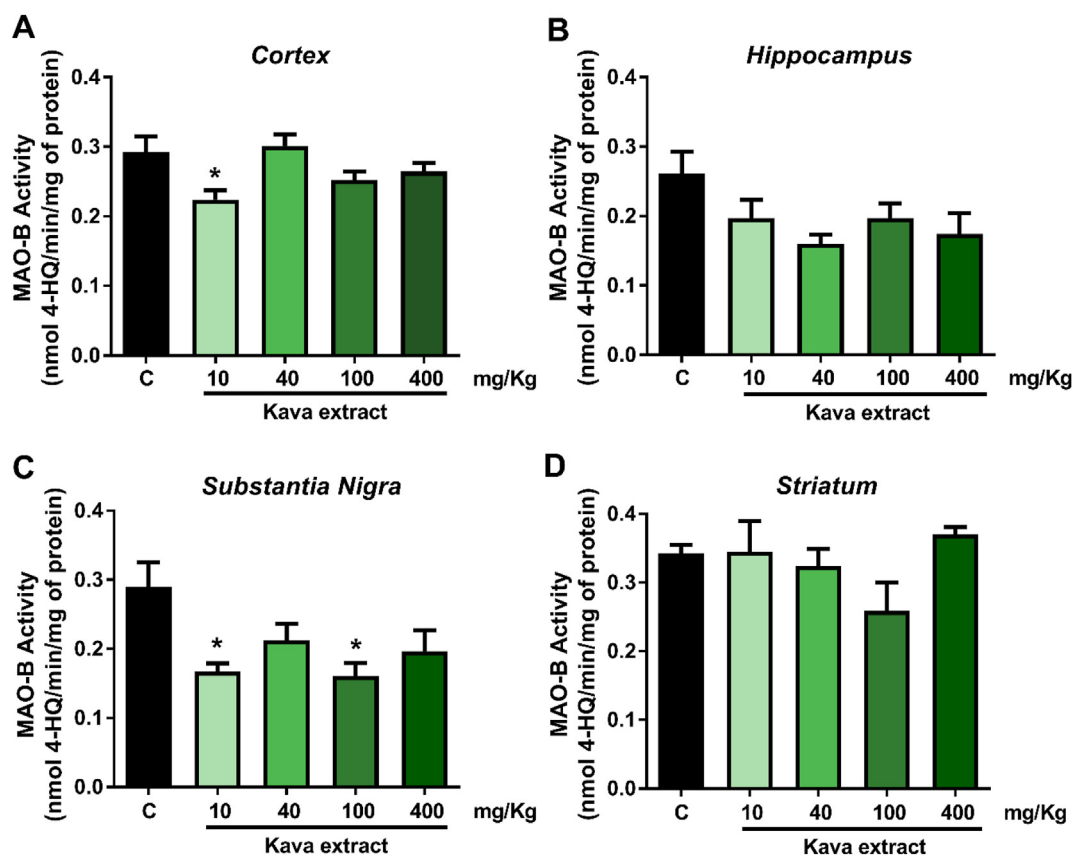 A
Cortex
MAO-B Activity
(nmol 4-HQ/min/mg of protein)
0.4
0.3
0.2
0.1
0.0
*
C 10 40 100 400 mg/Kg
Kava extract
B
Hippocampus
MAO-B Activity
(nmol 4-HQ/min/mg of protein)
0.4
0.3
0.2
0.1
0.0
C 10 40 100 400 mg/Kg
Kava extract
C
Substantia Nigra
MAO-B Activity
(nmol 4-HQ/min/mg of protein)
0.4
0.3
0.2
0.1
0.0
* *
C 10 40 100 400 mg/Kg
Kava extract
D
Striatum
MAO-B Activity
(nmol 4-HQ/min/mg of protein)
0.4
0.3
0.2
0.1
0.0
C 10 40 100 400 mg/Kg
Kava extract